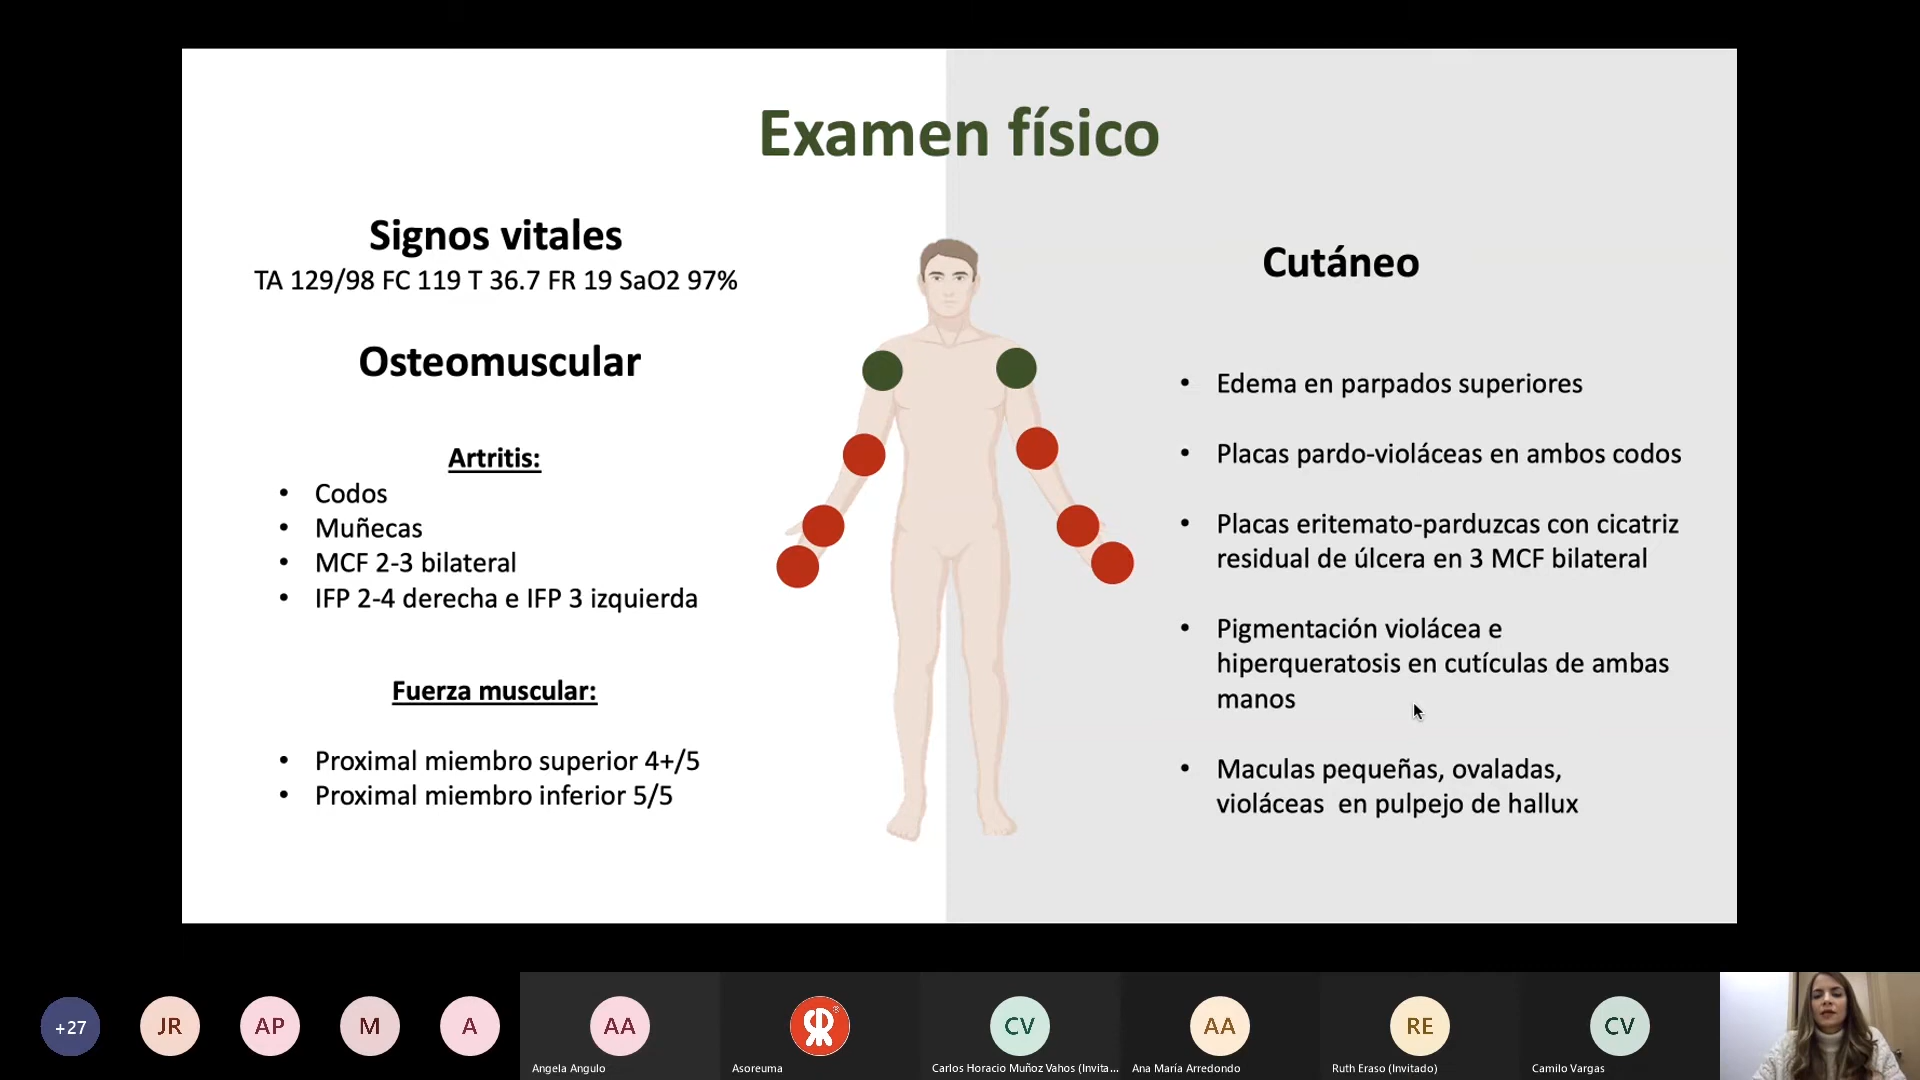 Examen físico
Signos vitales
TA 129/98 FC 119 T 36.7 FR 19 SaO2 97%
Osteomuscular
Artritis:
• Codos
• Muñecas
• MCF 2-3 bilateral
• IFP 2-4 derecha e IFP 3 izquierda
Fuerza muscular:
• Proximal miembro superior 4+/5
• Proximal miembro inferior 5/5
Cutáneo
• Edema en parpados superiores
• Placas pardo-violáceas en ambos codos
• Placas eritemato-parduzcas con cicatriz
residual de úlcera en 3 MCF bilateral
• Pigmentación violácea e
hiperqueratosis en cutículas de ambas
manos
• Maculas pequeñas, ovaladas,
violáceas en pulpejo de hallux
+27
JR
AP
M
A
AA
Angela Angulo
Asoreuma
CV
Carlos Horacio Muñoz Vahos (Invita...
AA
Ana María Arredondo
RE
Ruth Eraso (Invitado)
CV
Camilo Vargas